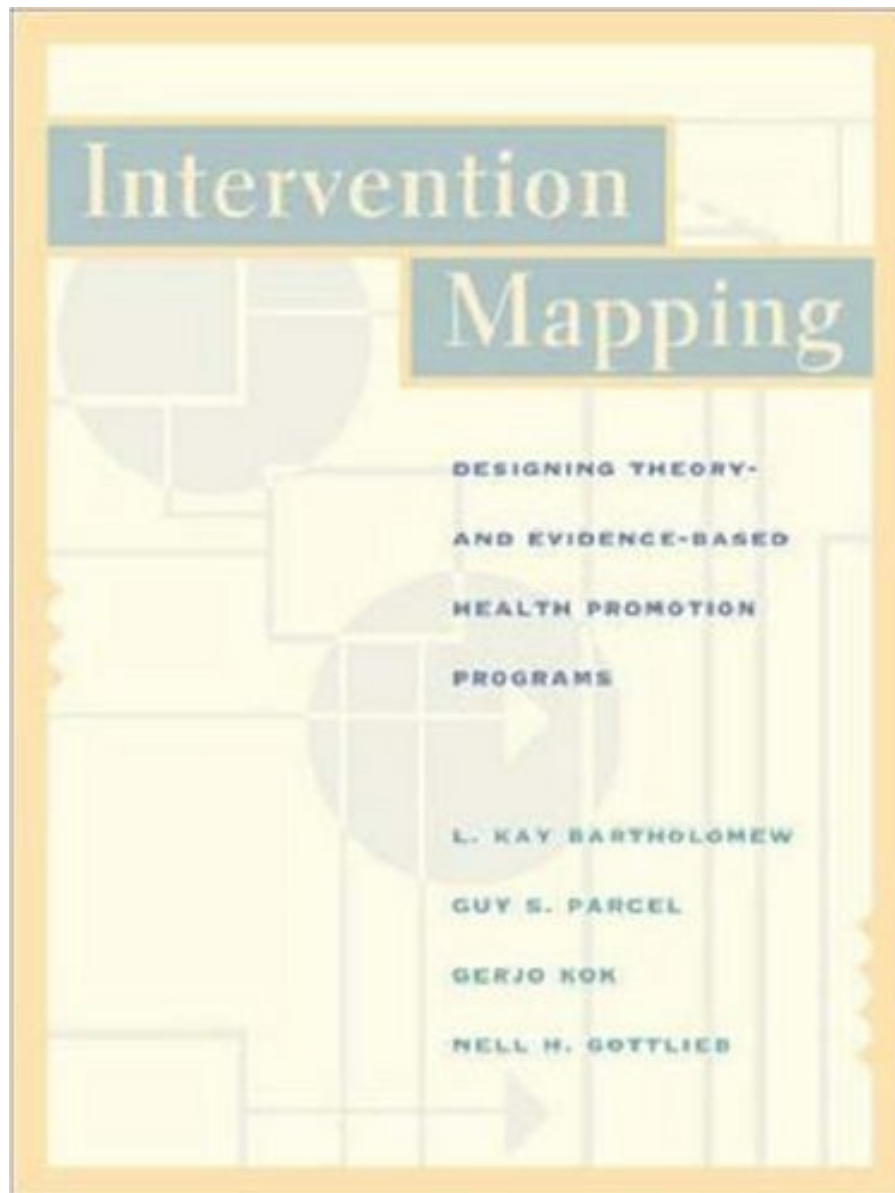 Intervention
Mapping
DESIGNING THEORY-
AND EVIDENCE-BASED
HEALTH PROMOTION
PROGRAMS
L. KAY BARTHOLOMEW
GUY S. PARCEL
GERJO KOK
NELL H. GOTTLIEB